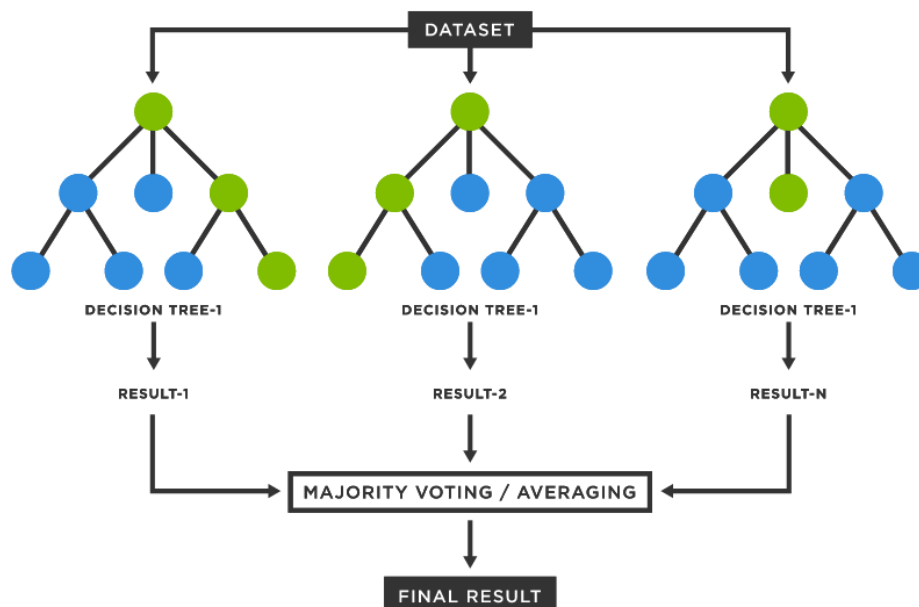 DATASET
DECISION TREE-1 DECISION TREE-1 DECISION TREE-1
RESULT-1 RESULT-2 RESULT-N
MAJORITY VOTING / AVERAGING
FINAL RESULT